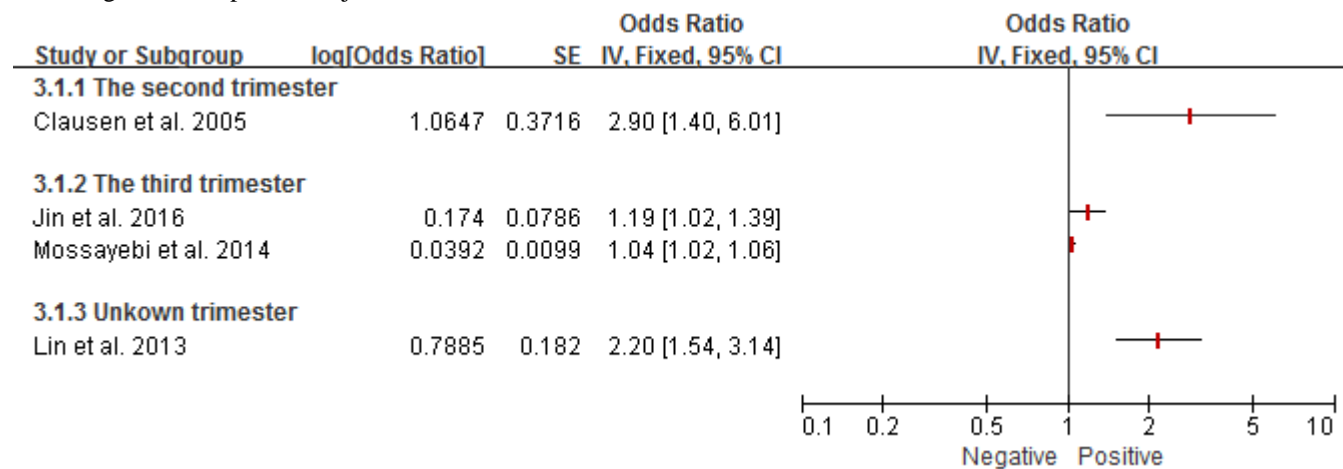 Odds Ratio Odds Ratio
Study or Subgroup log[Odds Ratio] SE IV, Fixed, 95% CI IV, Fixed, 95% CI
3.1.1 The second trimester
Clausen et al. 2005 1.0647 0.3716 2.90 [1.40, 6.01]
3.1.2 The third trimester
Jin et al. 2016 0.174 0.0786 1.19 [1.02, 1.39]
Mossayebi et al. 2014 0.0392 0.0099 1.04 [1.02, 1.06]
3.1.3 Unkown trimester
Lin et al. 2013 0.7885 0.182 2.20 [1.54, 3.14]
0.1 0.2 0.5 1 2 5 10
Negative Positive